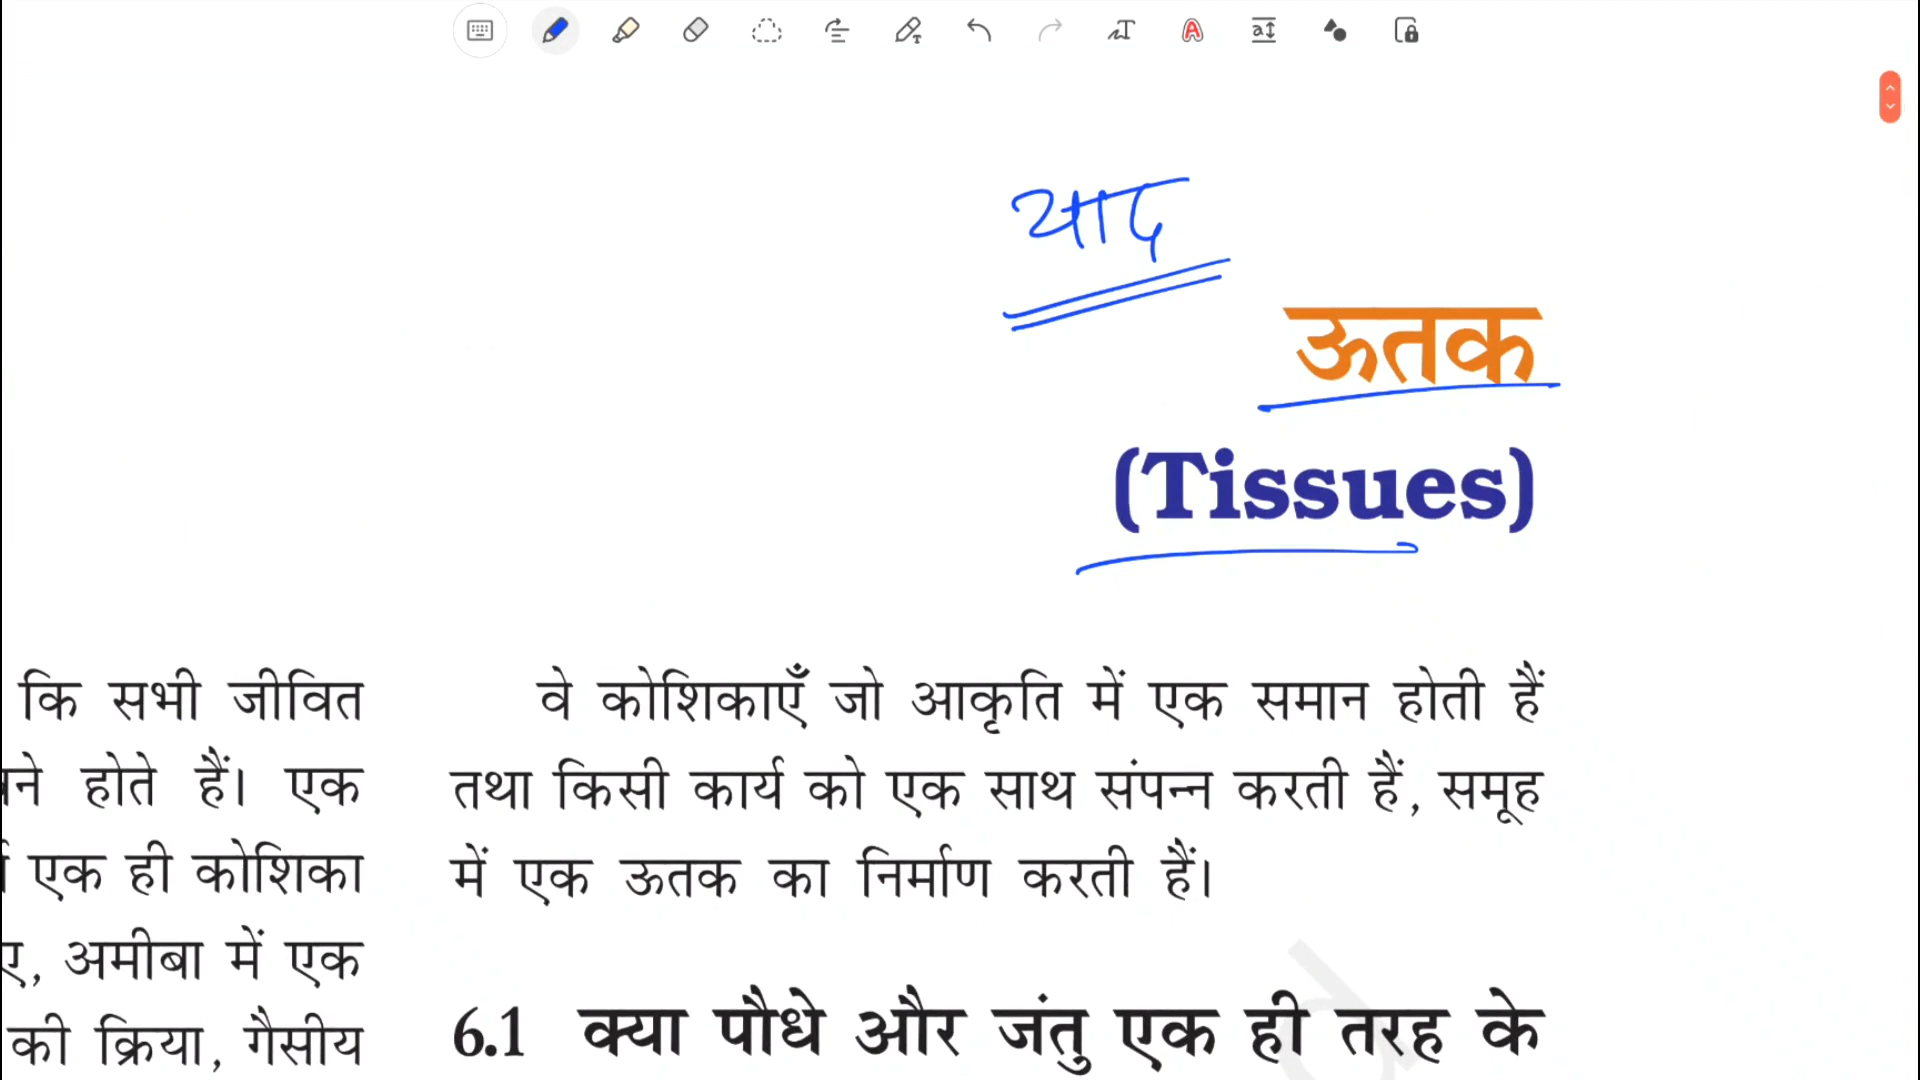 याद
ऊतक
(Tissues)
कि सभी जीवित
होते हैं। एक
एक ही कोशिका
अमीबा में एक
की क्रिया, गैसीय
वे कोशिकाएँ जो आकृति में एक समान होती हैं
तथा किसी कार्य को एक साथ संपन्न करती हैं, समूह
में एक ऊतक का निर्माण करती हैं।
6.1 क्या पौधे और जंतु एक ही तरह के